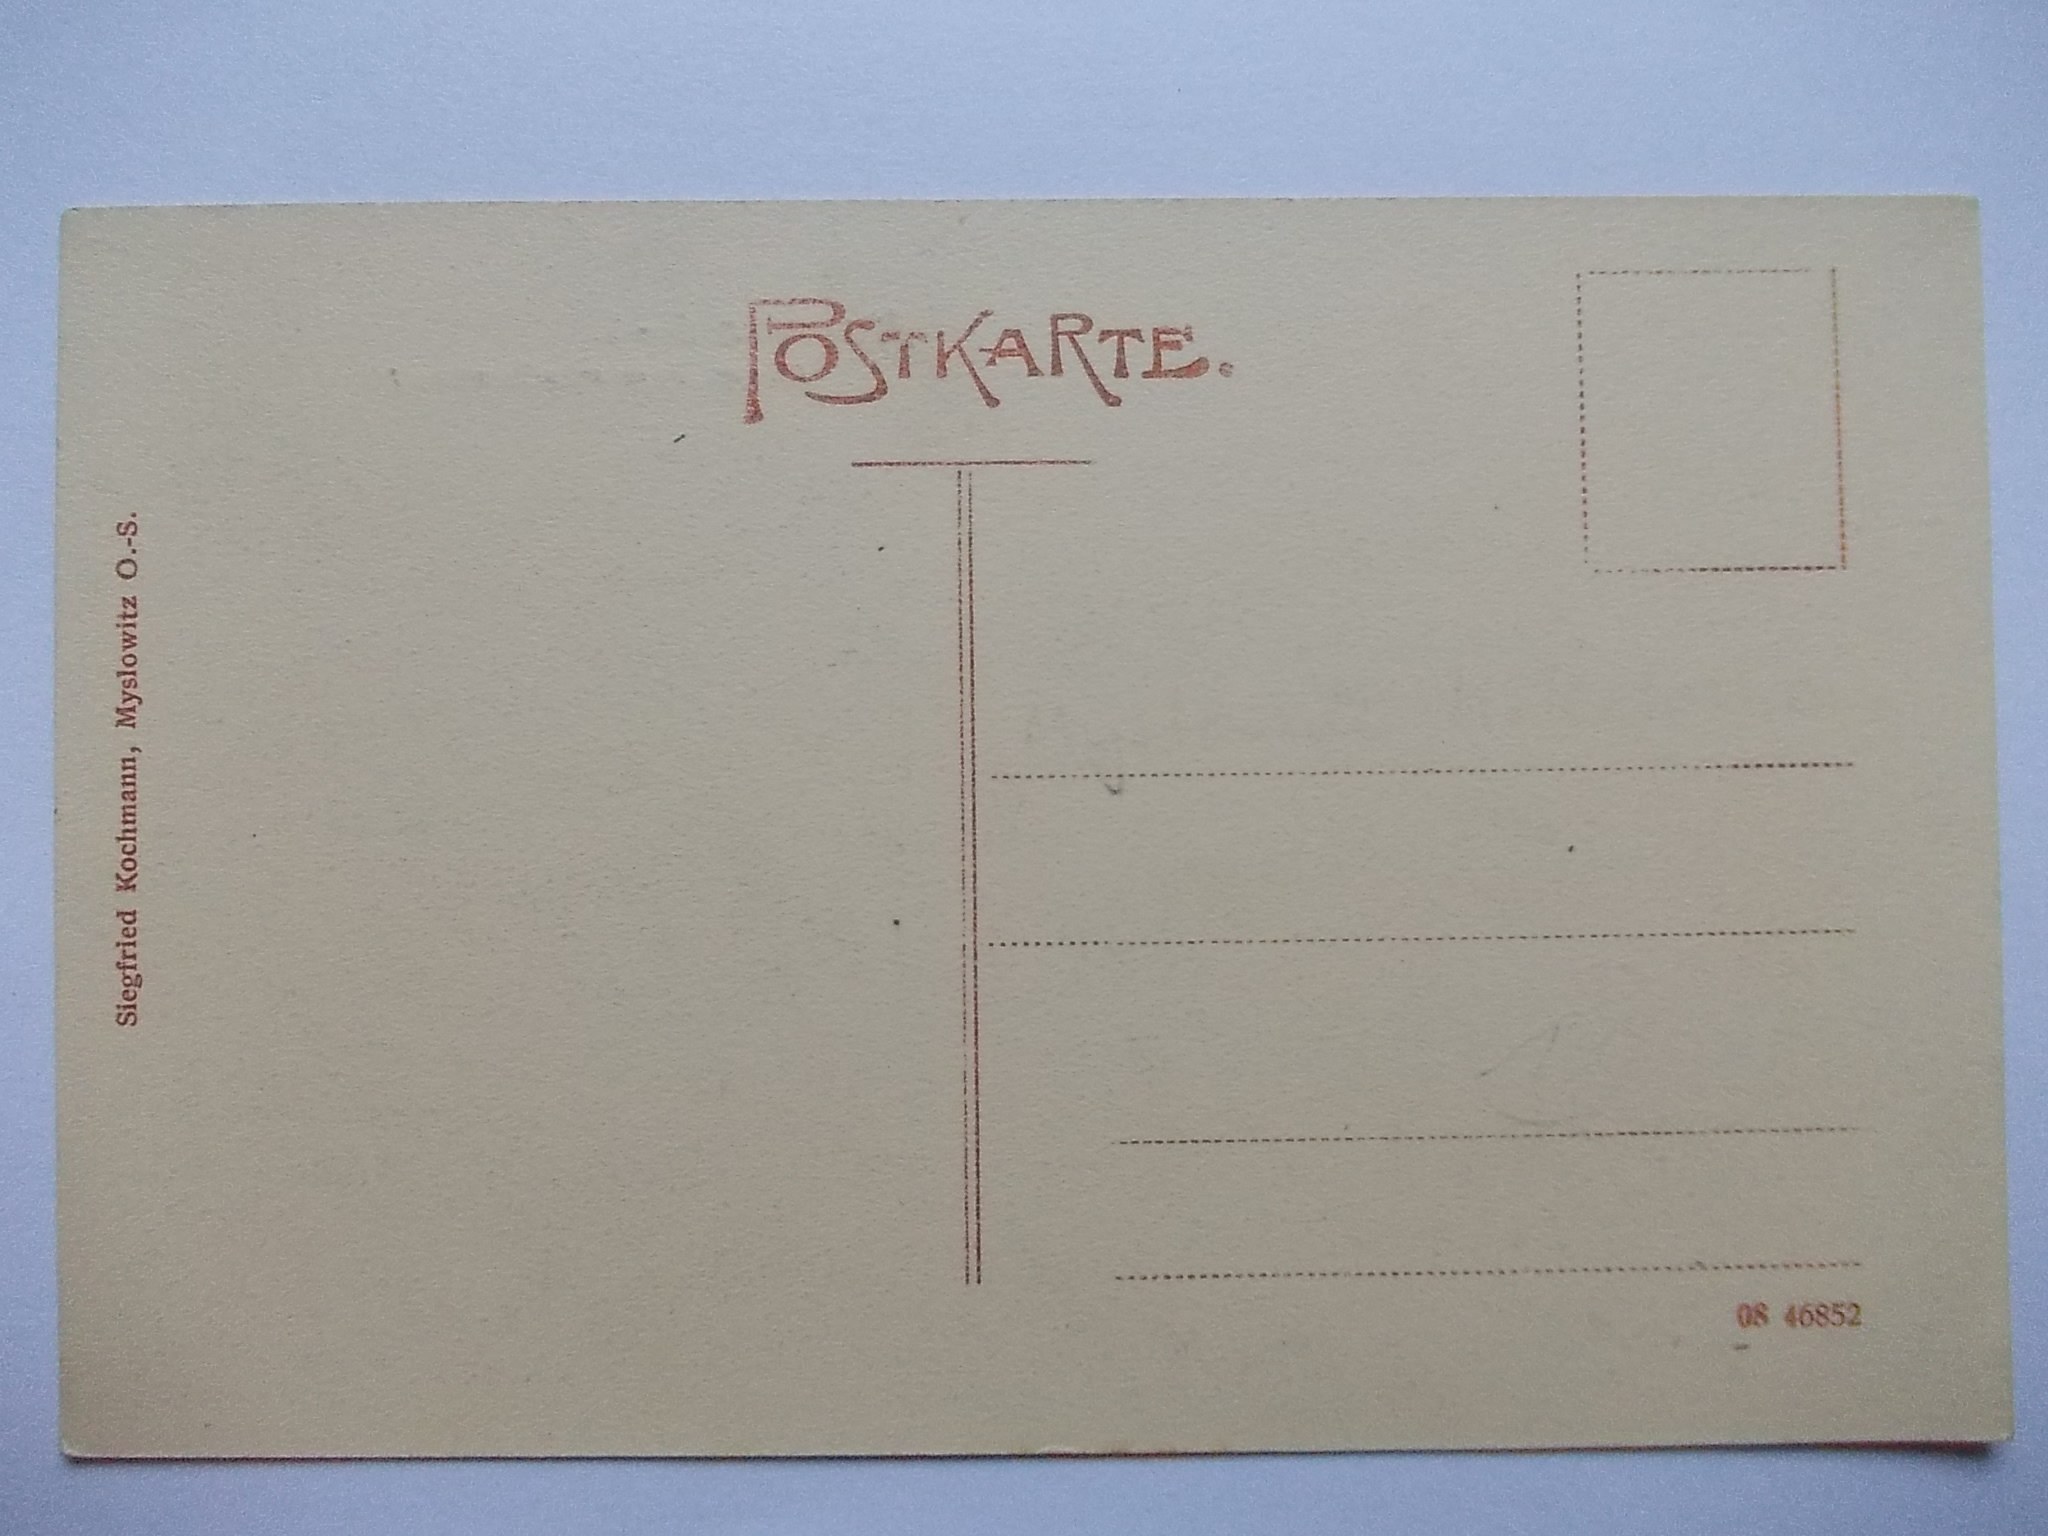 POSTKARTE.
Siegfried Kochmann, Myslowitz O.-S.
08 46852